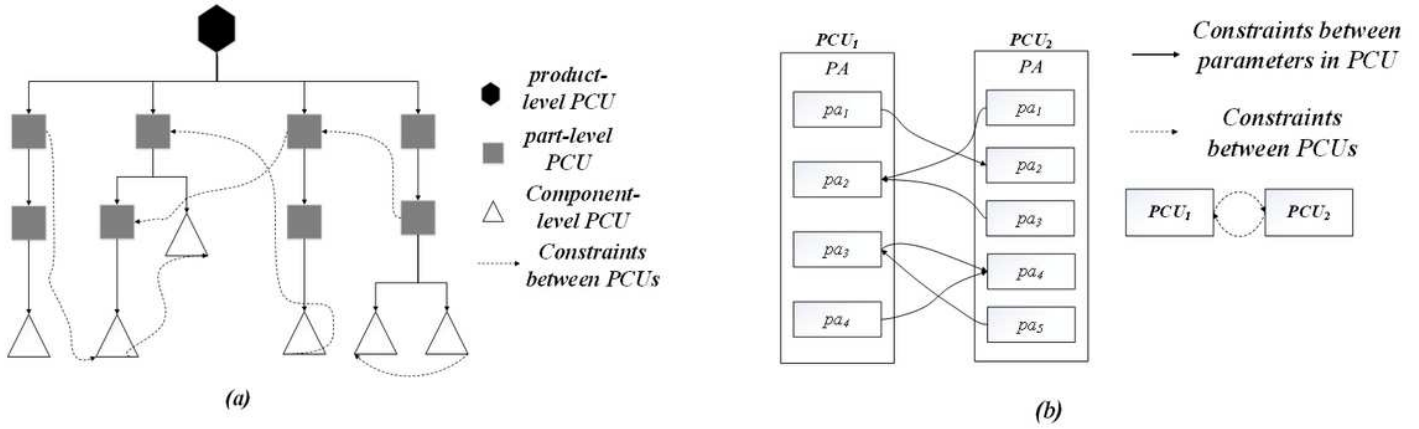 product-
level PCU
part-level
PCU
Component-
level PCU
Constraints
between PCUs
(a)
PCU1
PA
pa1
pa2
pa3
pa4
PCU2
PA
pa1
pa2
pa3
pa4
pa5
Constraints between
parameters in PCU
Constraints
between PCUs
PCU1
PCU2
(b)